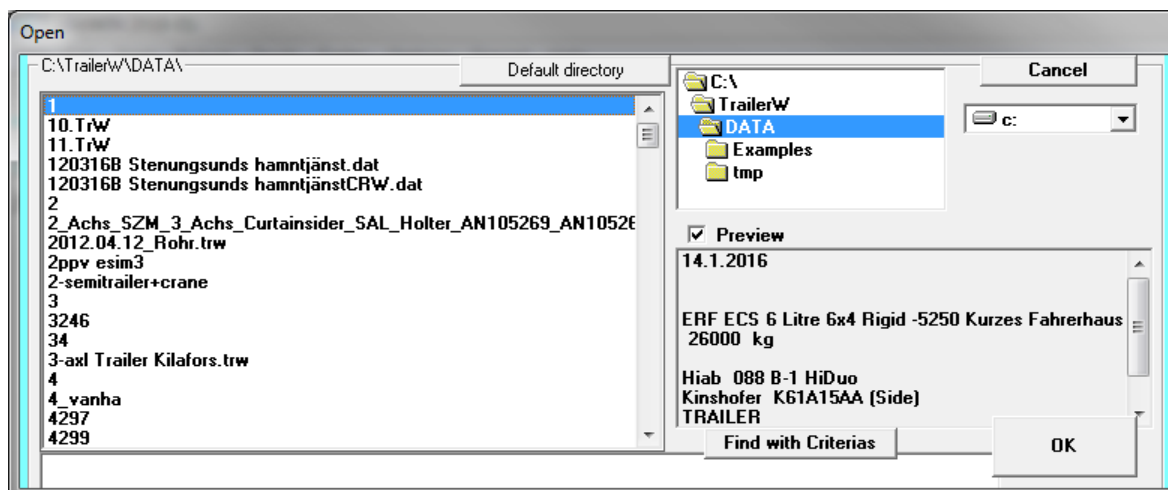 Open
C:\TrailerW\DATA\
Default directory
1
10.TrW
11.TrW
120316B Stenungsunds hamntjänst.dat
120316B Stenungsunds hamntjänstCRW.dat
2
2_Achs_SZM_3_Achs_Curtainsider_SAL_Holter_AN105269_AN10526
2012.04.12_Rohr.trw
2ppv esim3
2-semitrailer+crane
3
3246
34
3-axl Trailer Kilafors.trw
4
4_vanha
4297
4299
C:\
TrailerW
DATA
Examples
tmp
Cancel
c:
Preview
14.1.2016
ERF ECS 6 Litre 6x4 Rigid -5250 Kurzes Fahrerhaus
26000 kg
Hiab 088 B-1 HiDuo
Kinshofer K61A15AA (Side)
TRAILER
Find with Criterias
OK